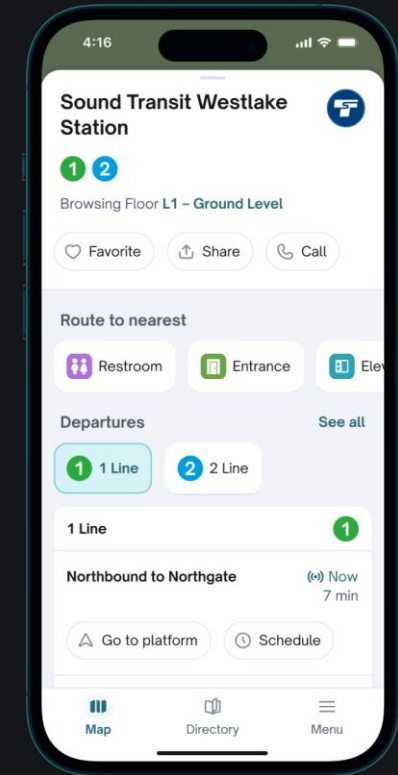 4:16
Sound Transit Westlake
Station
1 2
Browsing Floor L1 – Ground Level
Favorite Share Call
Route to nearest
Restroom Entrance Ele
Departures See all
1 1 Line 2 2 Line
1 Line 1
Northbound to Northgate Now
7 min
Go to platform Schedule
Map Directory Menu